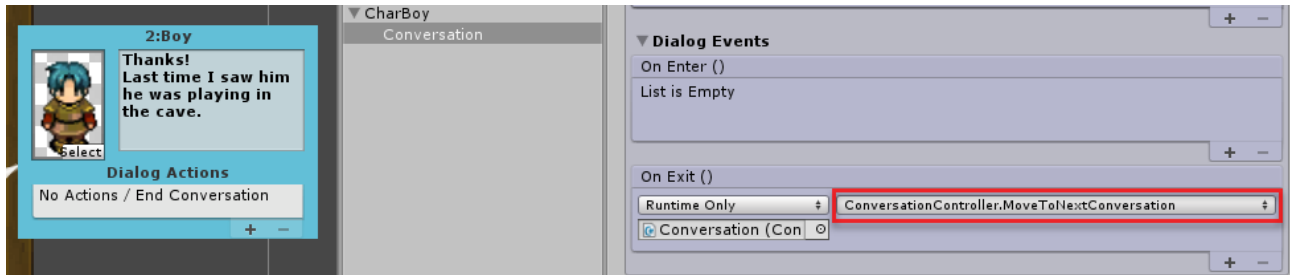 2:Boy
Thanks!
Last time I saw him
he was playing in
the cave.
Select
Dialog Actions
No Actions / End Conversation
+ −
CharBoy
Conversation
+ −
Dialog Events
On Enter ()
List is Empty
+ −
On Exit ()
Runtime Only
ConversationController.MoveToNextConversation
Conversation (Con
+ −